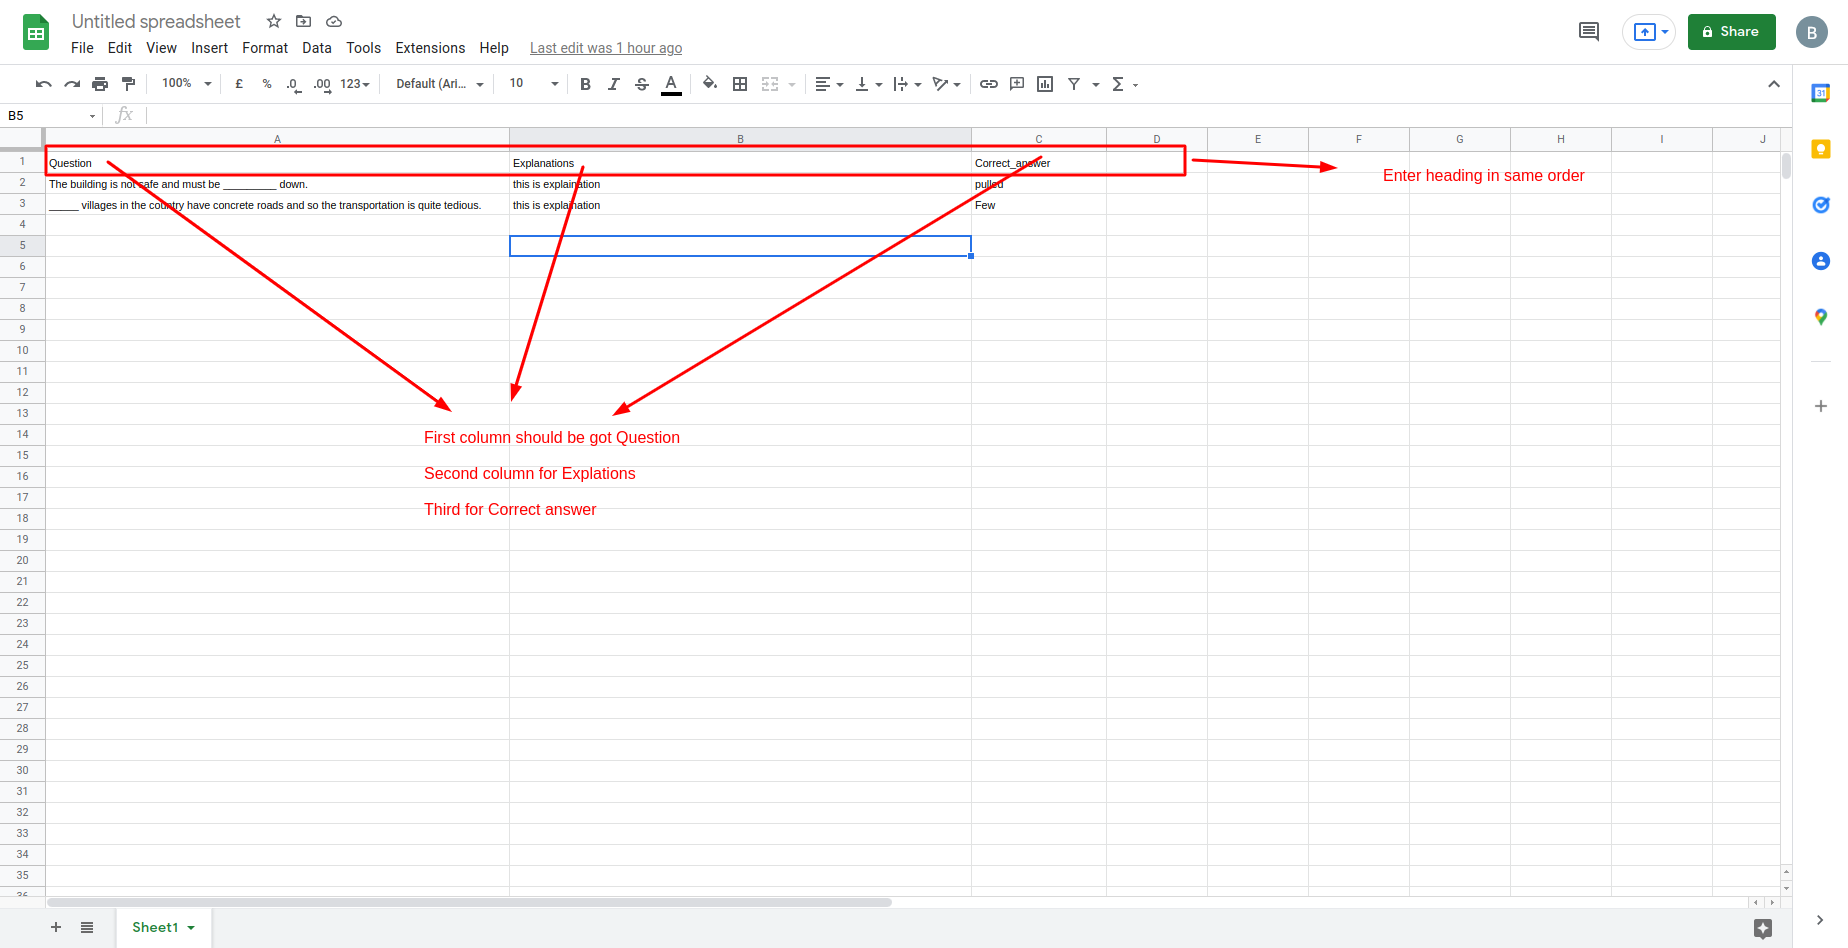 Untitled spreadsheet
File Edit View Insert Format Data Tools Extensions Help Last edit was 1 hour ago
Share
B
100% £ % .0 .00 123 Default (Ari... 10 B I S A
31
B5 fx
A B C D E F G H I J
1 Question Explanations Correct_answer
Enter heading in same order
2 The building is not safe and must be _________ down. this is explaination pulled
3 _____ villages in the country have concrete roads and so the transportation is quite tedious. this is explaination Few
4
5
6
7
8
9
10
11
12
13
14
First column should be got Question
15
16
Second column for Explations
17
18
Third for Correct answer
19
20
21
22
23
24
25
26
27
28
29
30
31
32
33
34
35
36
Sheet1